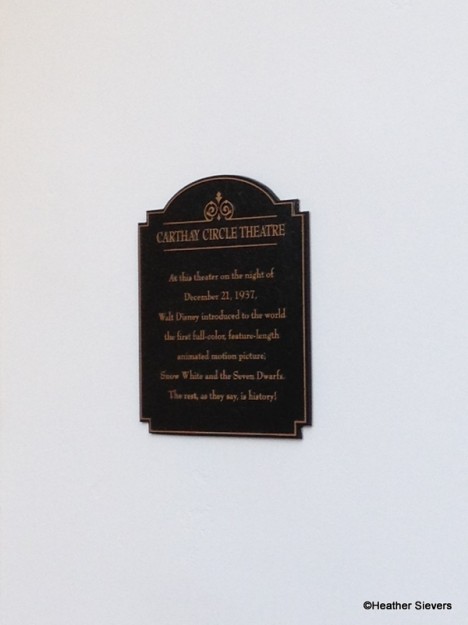 CARTHAY CIRCLE THEATRE
At this theater on the night of
December 21, 1937,
Walt Disney introduced to the world
the first full-color, feature-length
animated motion picture;
Snow White and the Seven Dwarfs.
The rest, as they say, is history!
©Heather Sievers